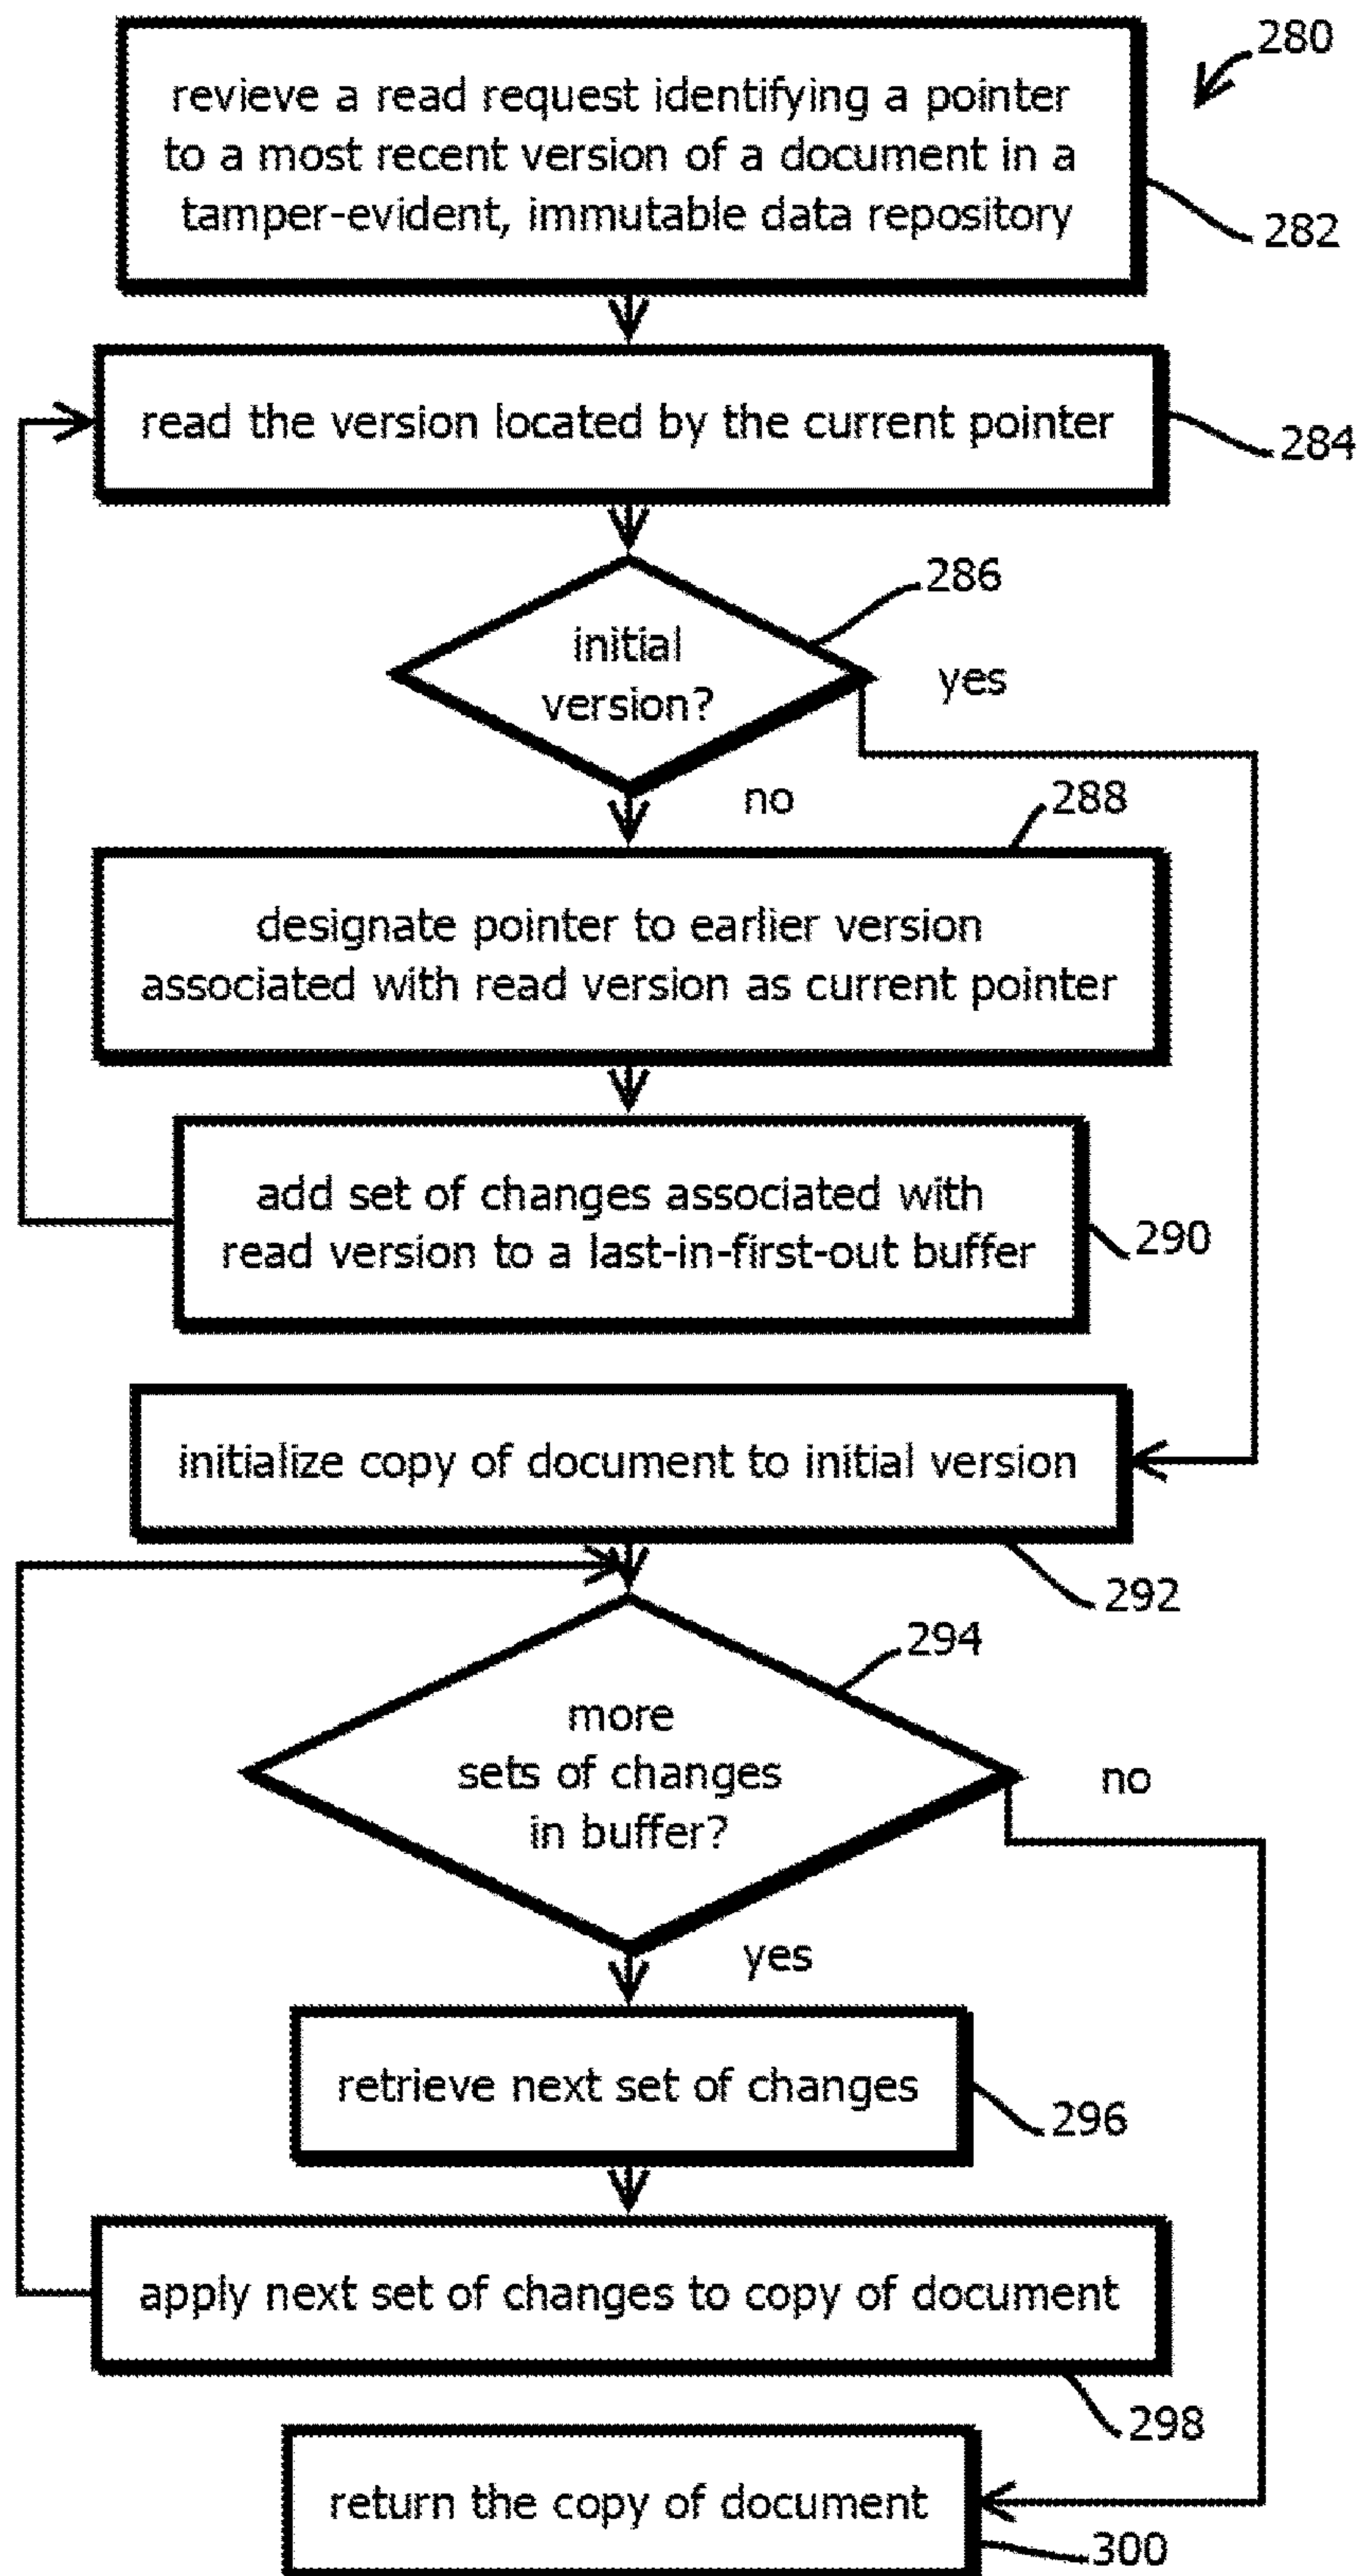 280
revieve a read request identifying a pointer
to a most recent version of a document in a
tamper-evident, immutable data repository
282
read the version located by the current pointer
284
286
initial
version?
yes
no
288
designate pointer to earlier version
associated with read version as current pointer
add set of changes associated with
read version to a last-in-first-out buffer
290
initialize copy of document to initial version
292
294
more
sets of changes
in buffer?
no
yes
retrieve next set of changes
296
apply next set of changes to copy of document
298
return the copy of document
300